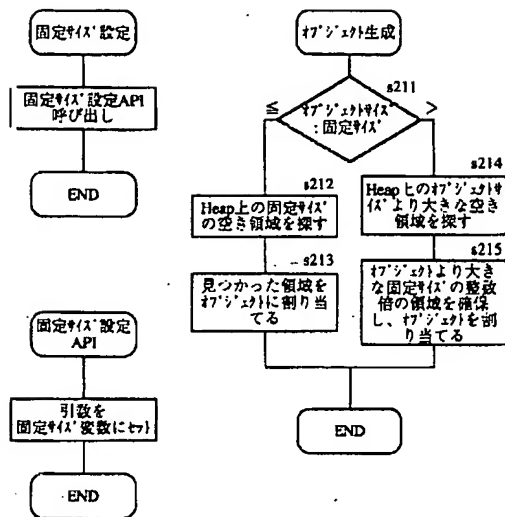 固定サイズ設定
固定サイズ設定API
呼び出し
END
固定サイズ設定
API
引数を
固定サイズ変数にセット
END
オブジェクト生成
s211
≦
オブジェクトサイズ
:固定サイズ
>
s212
Heap上の固定サイズ
の空き領域を探す
s213
見つかった領域を
オブジェクトに割り当
てる
s214
Heap上のオブジェクトサ
イズより大きな空き
領域を探す
s215
オブジェクトより大き
な固定サイズの整数
倍の領域を確保
し、オブジェクトを割
り当てる
END